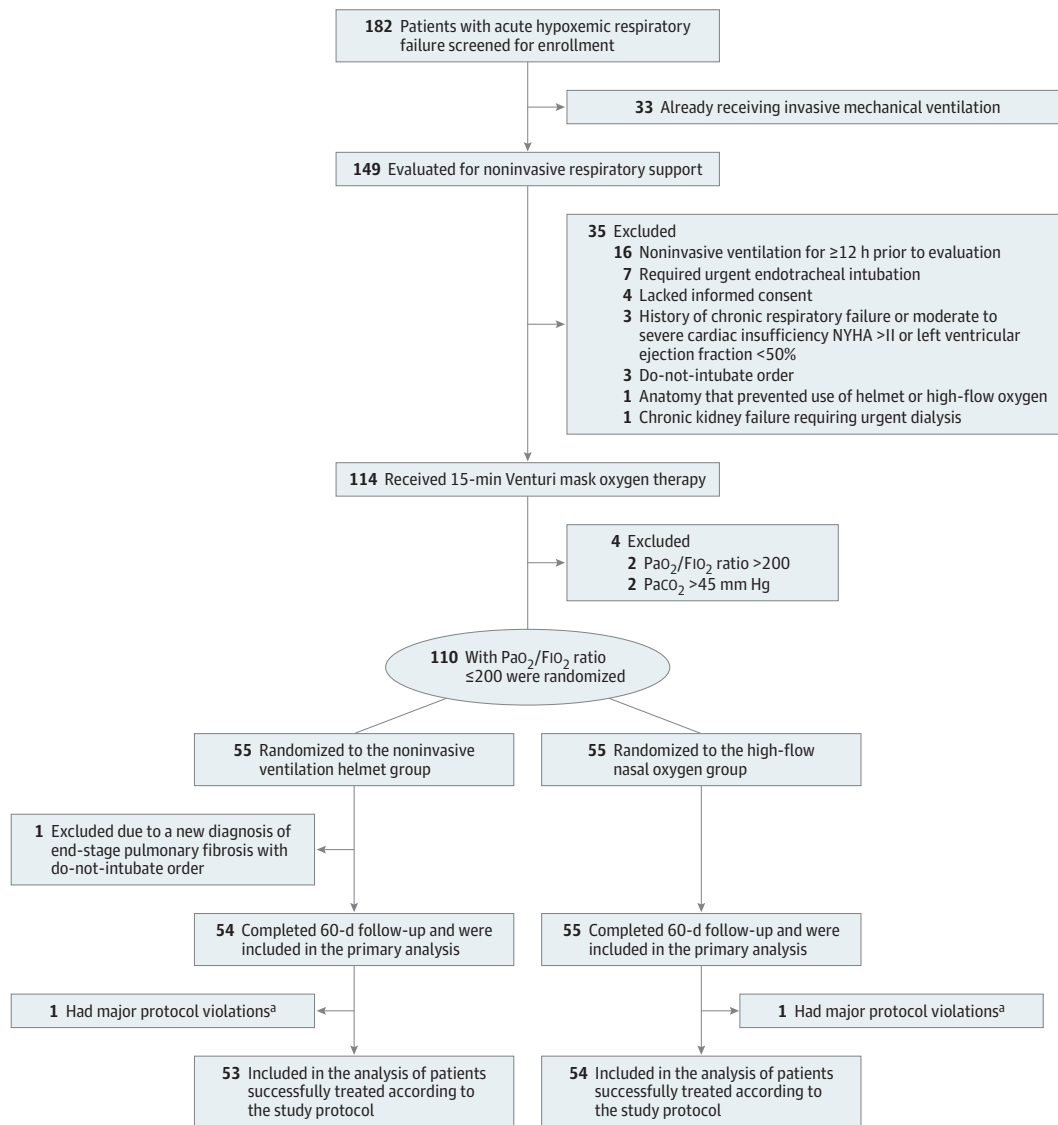 182 Patients with acute hypoxemic respiratory
failure screened for enrollment
33 Already receiving invasive mechanical ventilation
149 Evaluated for noninvasive respiratory support
35 Excluded
16 Noninvasive ventilation for ≥12 h prior to evaluation
7 Required urgent endotracheal intubation
4 Lacked informed consent
3 History of chronic respiratory failure or moderate to
severe cardiac insufficiency NYHA >II or left ventricular
ejection fraction <50%
3 Do-not-intubate order
1 Anatomy that prevented use of helmet or high-flow oxygen
1 Chronic kidney failure requiring urgent dialysis
114 Received 15-min Venturi mask oxygen therapy
4 Excluded
2 PaO₂/FIO₂ ratio >200
2 PaCO₂ >45 mm Hg
110 With PaO₂/FIO₂ ratio
≤200 were randomized
55 Randomized to the noninvasive
ventilation helmet group
55 Randomized to the high-flow
nasal oxygen group
1 Excluded due to a new diagnosis of
end-stage pulmonary fibrosis with
do-not-intubate order
54 Completed 60-d follow-up and were
included in the primary analysis
55 Completed 60-d follow-up and were
included in the primary analysis
1 Had major protocol violationsᵃ
1 Had major protocol violationsᵃ
53 Included in the analysis of patients
successfully treated according to
the study protocol
54 Included in the analysis of patients
successfully treated according to
the study protocol